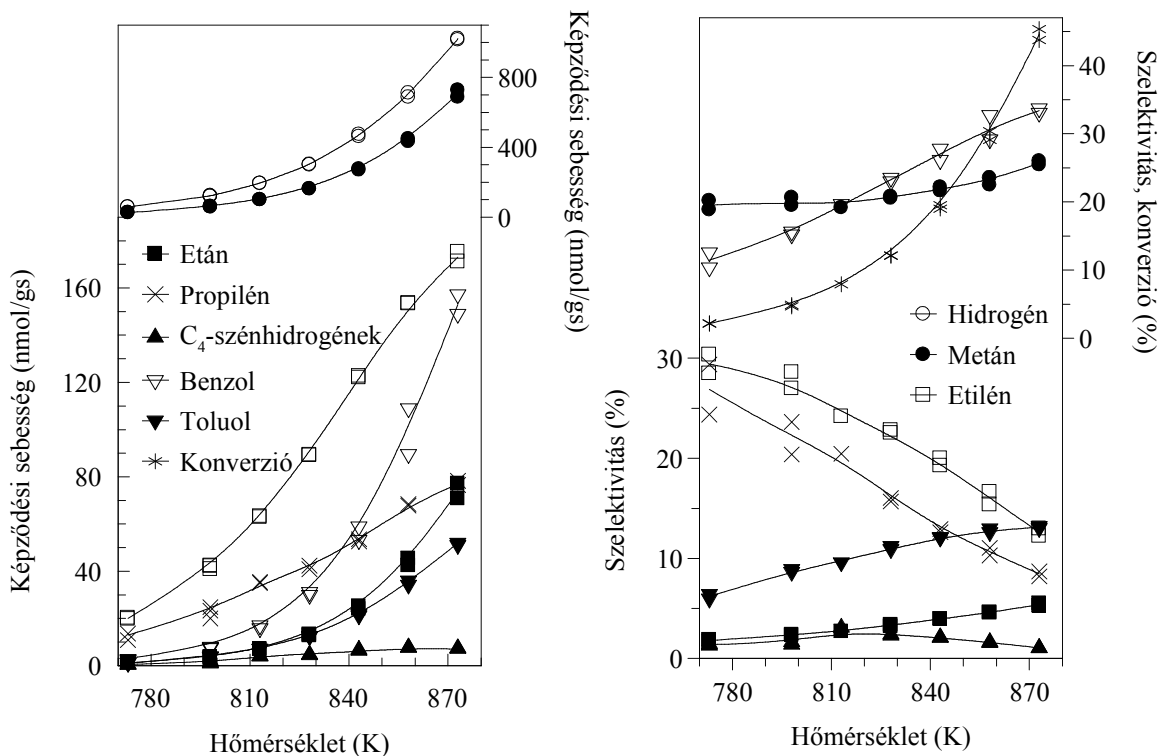 Képződési sebesség (nmol/gs)
800
400
0
Képződési sebesség (nmol/gs)
160
120
80
40
0
Etán
Propilén
C₄-szénhidrogének
Benzol
Toluol
Konverzió
780
810
840
870
Hőmérséklet (K)
Szelektivitás, konverzió (%)
40
30
20
10
0
Szelektivitás (%)
30
20
10
0
Hidrogén
Metán
Etilén
780
810
840
870
Hőmérséklet (K)